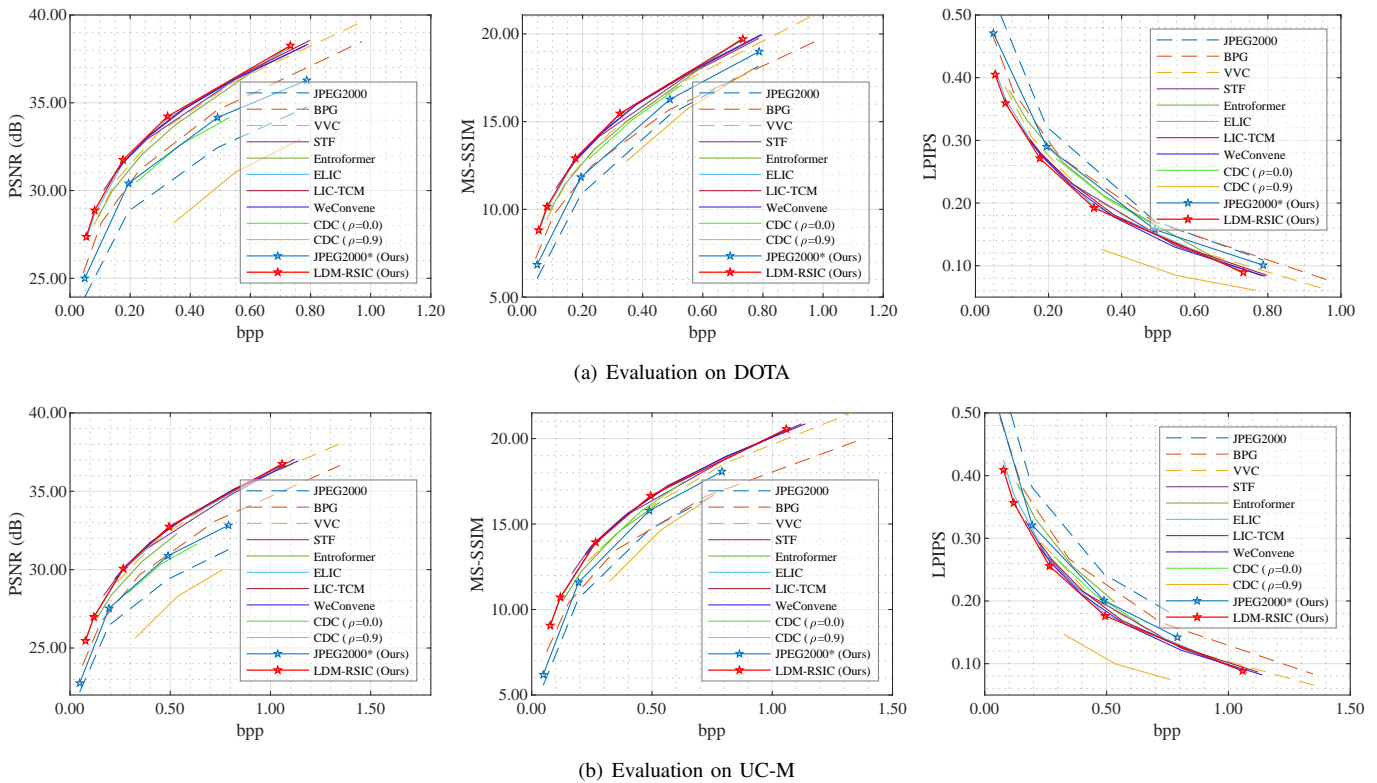 40.00
35.00
30.00
25.00
PSNR (dB)
0.00 0.20 0.40 0.60 0.80 1.00 1.20
bpp
JPEG2000
BPG
VVC
STF
Entroformer
ELIC
LIC-TCM
WeConvene
CDC (ρ=0.0)
CDC (ρ=0.9)
JPEG2000* (Ours)
LDM-RSIC (Ours)
20.00
15.00
10.00
5.00
MS-SSIM
0.00 0.20 0.40 0.60 0.80 1.00 1.20
bpp
JPEG2000
BPG
VVC
STF
Entroformer
ELIC
LIC-TCM
WeConvene
CDC (ρ=0.0)
CDC (ρ=0.9)
JPEG2000* (Ours)
LDM-RSIC (Ours)
0.50
0.40
0.30
0.20
0.10
LPIPS
0.00 0.20 0.40 0.60 0.80 1.00
bpp
JPEG2000
BPG
VVC
STF
Entroformer
ELIC
LIC-TCM
WeConvene
CDC (ρ=0.0)
CDC (ρ=0.9)
JPEG2000* (Ours)
LDM-RSIC (Ours)
(a) Evaluation on DOTA
40.00
35.00
30.00
25.00
PSNR (dB)
0.00 0.50 1.00 1.50
bpp
JPEG2000
BPG
VVC
STF
Entroformer
ELIC
LIC-TCM
WeConvene
CDC (ρ=0.0)
CDC (ρ=0.9)
JPEG2000* (Ours)
LDM-RSIC (Ours)
20.00
15.00
10.00
5.00
MS-SSIM
0.00 0.50 1.00 1.50
bpp
JPEG2000
BPG
VVC
STF
Entroformer
ELIC
LIC-TCM
WeConvene
CDC (ρ=0.0)
CDC (ρ=0.9)
JPEG2000* (Ours)
LDM-RSIC (Ours)
0.50
0.40
0.30
0.20
0.10
LPIPS
0.00 0.50 1.00 1.50
bpp
JPEG2000
BPG
VVC
STF
Entroformer
ELIC
LIC-TCM
WeConvene
CDC (ρ=0.0)
CDC (ρ=0.9)
JPEG2000* (Ours)
LDM-RSIC (Ours)
(b) Evaluation on UC-M